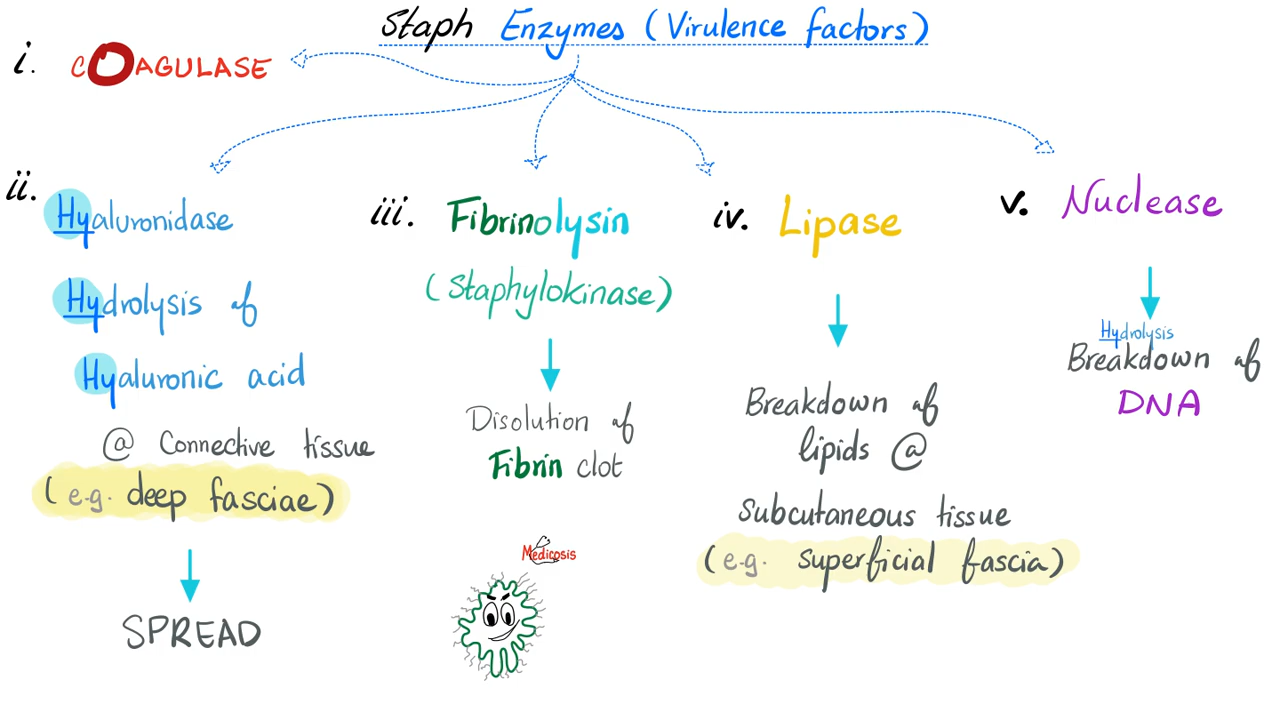 Staph Enzymes (Virulence factors)
i. COAGULASE
ii. Hyaluronidase
Hydrolysis of
Hyaluronic acid
@ Connective tissue
(e.g. deep fasciae)
SPREAD
iii. Fibrinolysin
(Staphylokinase)
Disolution of
Fibrin clot
Medicosis
iv. Lipase
Breakdown of
lipids @
Subcutaneous tissue
(e.g. superficial fascia)
v. Nuclease
Hydrolysis
Breakdown of
DNA